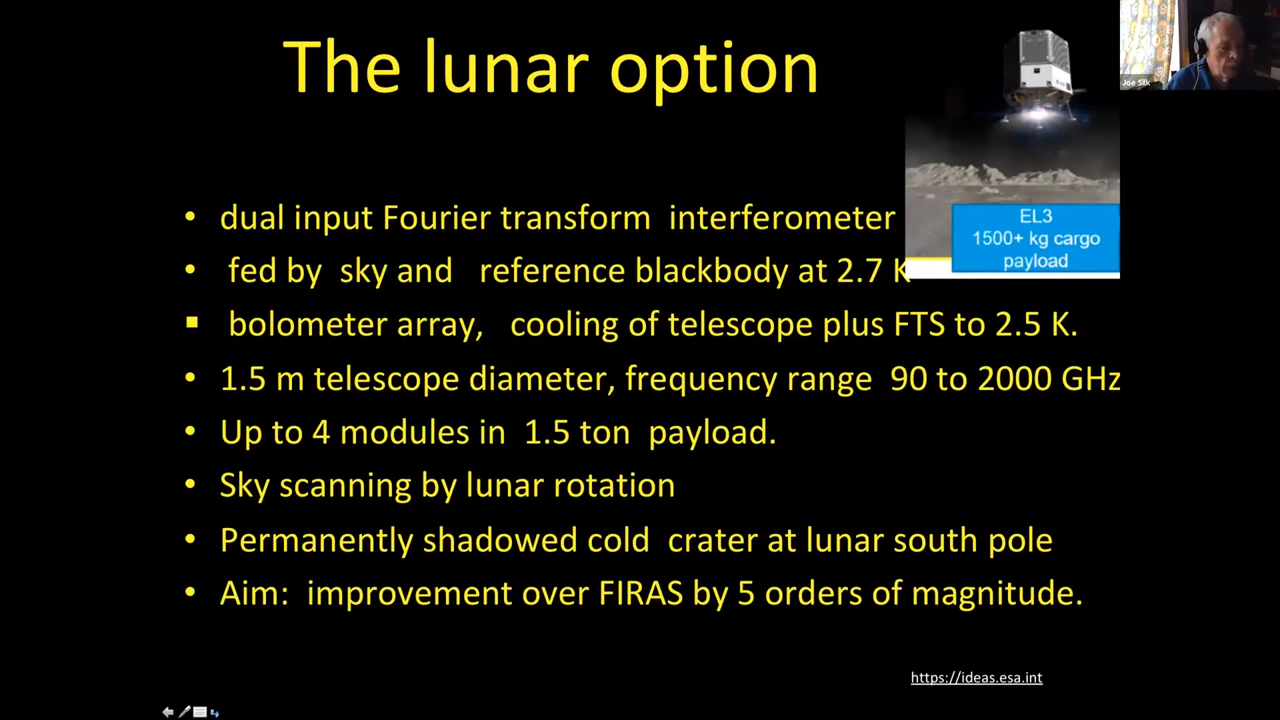 The lunar option
Joe Silk
EL3
1500+ kg cargo
payload
• dual input Fourier transform interferometer
• fed by sky and reference blackbody at 2.7 K
▪ bolometer array, cooling of telescope plus FTS to 2.5 K.
• 1.5 m telescope diameter, frequency range 90 to 2000 GHz
• Up to 4 modules in 1.5 ton payload.
• Sky scanning by lunar rotation
• Permanently shadowed cold crater at lunar south pole
• Aim: improvement over FIRAS by 5 orders of magnitude.
https://ideas.esa.int